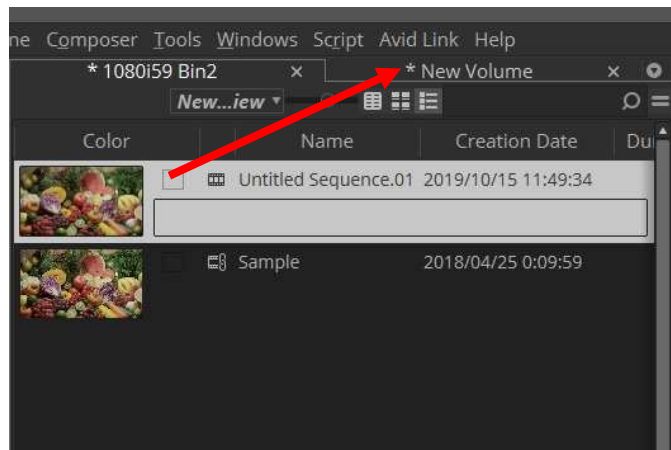 ne Composer Tools Windows Script Avid Link Help
* 1080i59 Bin2 × * New Volume ×
New...iew
Color Name Creation Date Du
Untitled Sequence.01 2019/10/15 11:49:34
Sample 2018/04/25 0:09:59